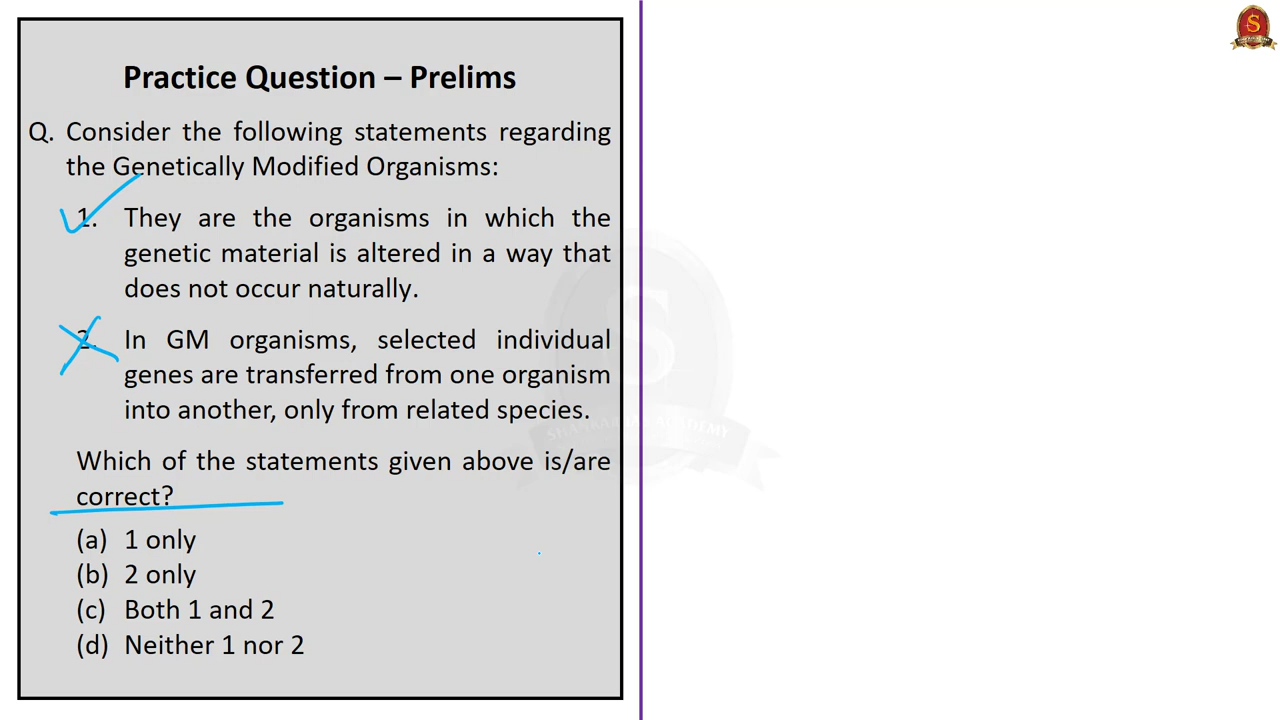 Practice Question – Prelims
Q. Consider the following statements regarding
the Genetically Modified Organisms:
1. They are the organisms in which the
genetic material is altered in a way that
does not occur naturally.
2. In GM organisms, selected individual
genes are transferred from one organism
into another, only from related species.
Which of the statements given above is/are
correct?
(a) 1 only
(b) 2 only
(c) Both 1 and 2
(d) Neither 1 nor 2
S
S